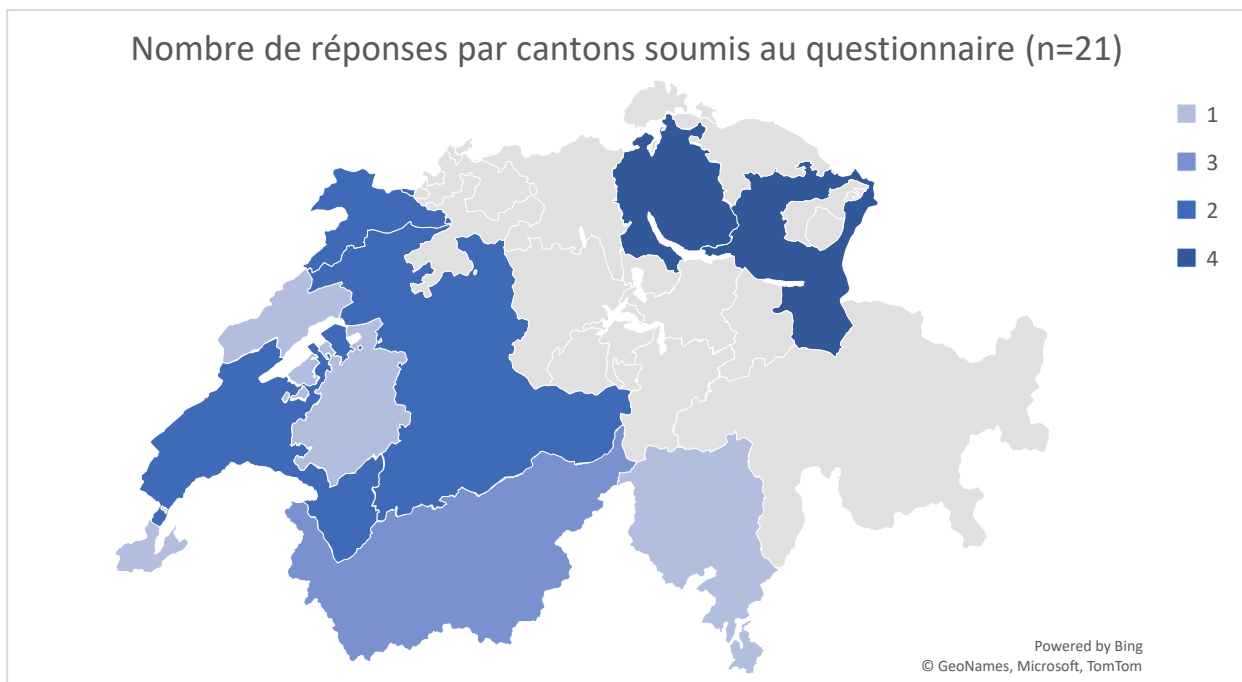 Nombre de réponses par cantons soumis au questionnaire (n=21)
1
3
2
4
Powered by Bing
© GeoNames, Microsoft, TomTom